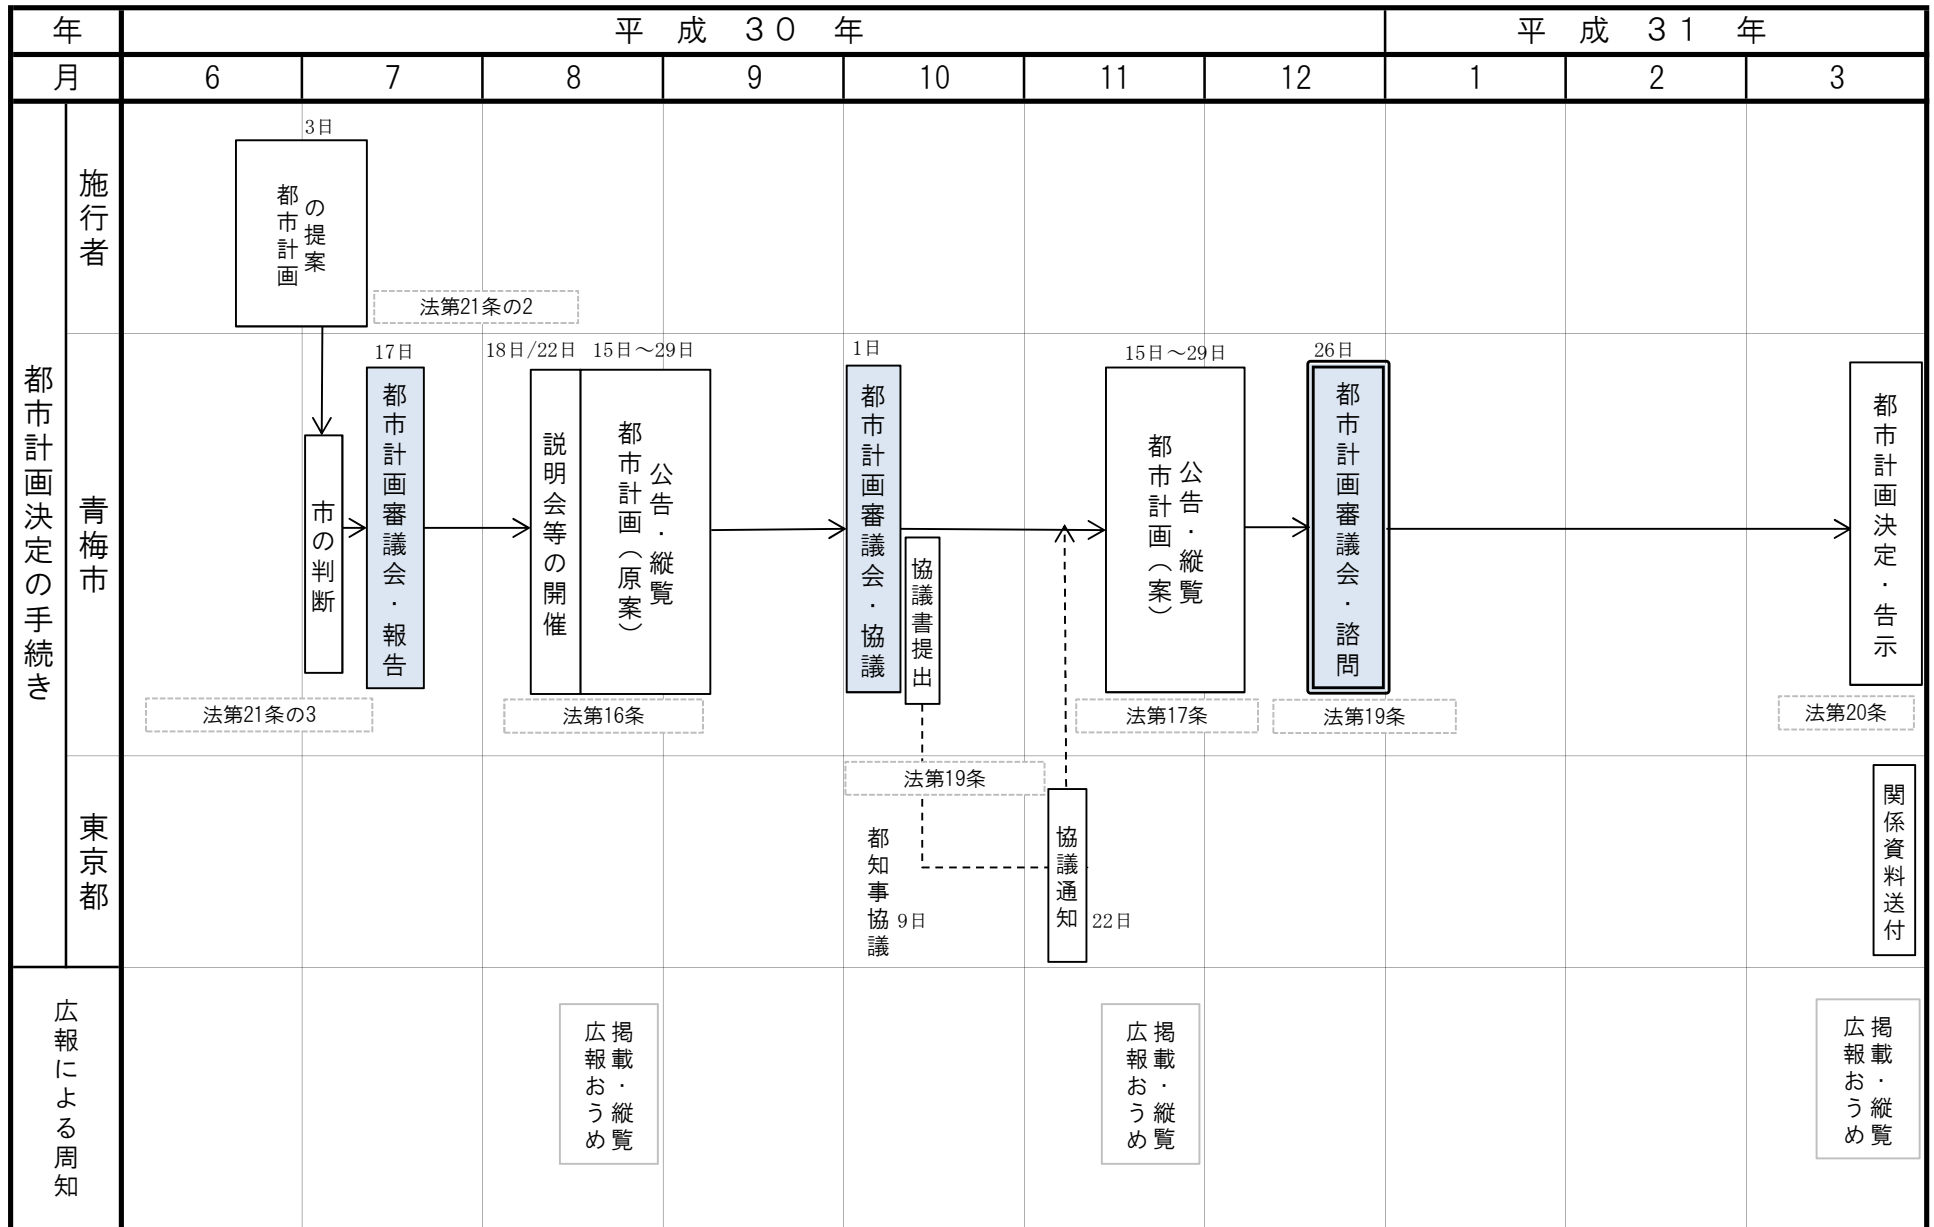 年
平成30年
平成31年
月
6
7
8
9
10
11
12
1
2
3
都市計画決定の手続き
施行者
3日
都市計画
の提案
法第21条の2
青梅市
市の判断
法第21条の3
17日
都市計画審議会・報告
18日/22日
説明会等の開催
15日～29日
都市計画（原案）
公告・縦覧
法第16条
1日
都市計画審議会・協議
協議書提出
15日～29日
都市計画（案）
公告・縦覧
法第17条
26日
都市計画審議会・諮問
法第19条
都市計画決定・告示
法第20条
東京都
法第19条
都知事協議
9日
協議通知
22日
関係資料送付
広報による周知
広報おうめ
掲載・縦覧
広報おうめ
掲載・縦覧
広報おうめ
掲載・縦覧